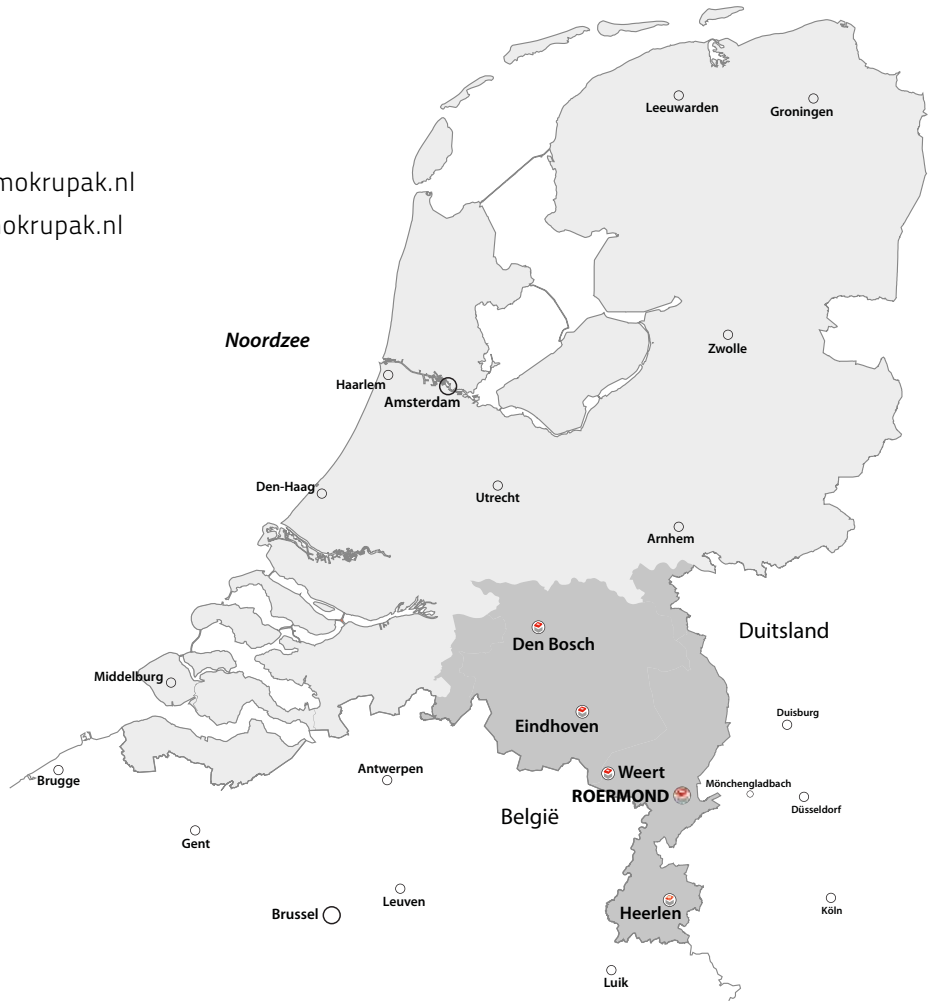 Leeuwarden
Groningen
mokrupak.nl
okrupak.nl
Noordzee
Zwolle
Haarlem
Amsterdam
Den-Haag
Utrecht
Arnhem
Duitsland
Den Bosch
Middelburg
Duisburg
Eindhoven
Antwerpen
Weert
Brugge
Mönchengladbach
ROERMOND
Düsseldorf
België
Gent
Leuven
Köln
Brussel
Heerlen
Luik